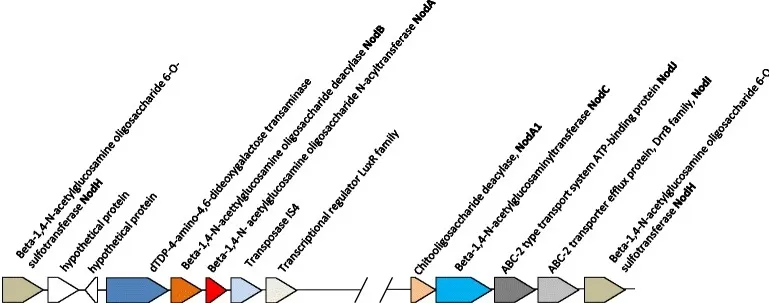 Beta-1,4-N-acetylglucosamine oligosaccharide 6-O-
sulfotransferase NodH
hypothetical protein
hypothetical protein
dTDP-4-amino-4,6-dideoxygalactose transaminase
Beta-1,4-N-acettylgucossamine oligosaccharide deacylase NodB
Beta-1,4-N- acetylglucosamine oligosaccharide N-acyltransferase NodA
Transposase IS4
Transcriptional regulator LuxR family
Chitooligosaccharide deacylase, NodA1
Beta-1,4-N-acetylglucosaminyltransferase NodC
ABC-2 type transport system ATP-binding protein NodJ
ABC-2 transporter efflux protein, DrrB family, NodI
Beta-1,4-N-acetylglucosamine oligosaccharide 6-O-
sulfotransferase NodH